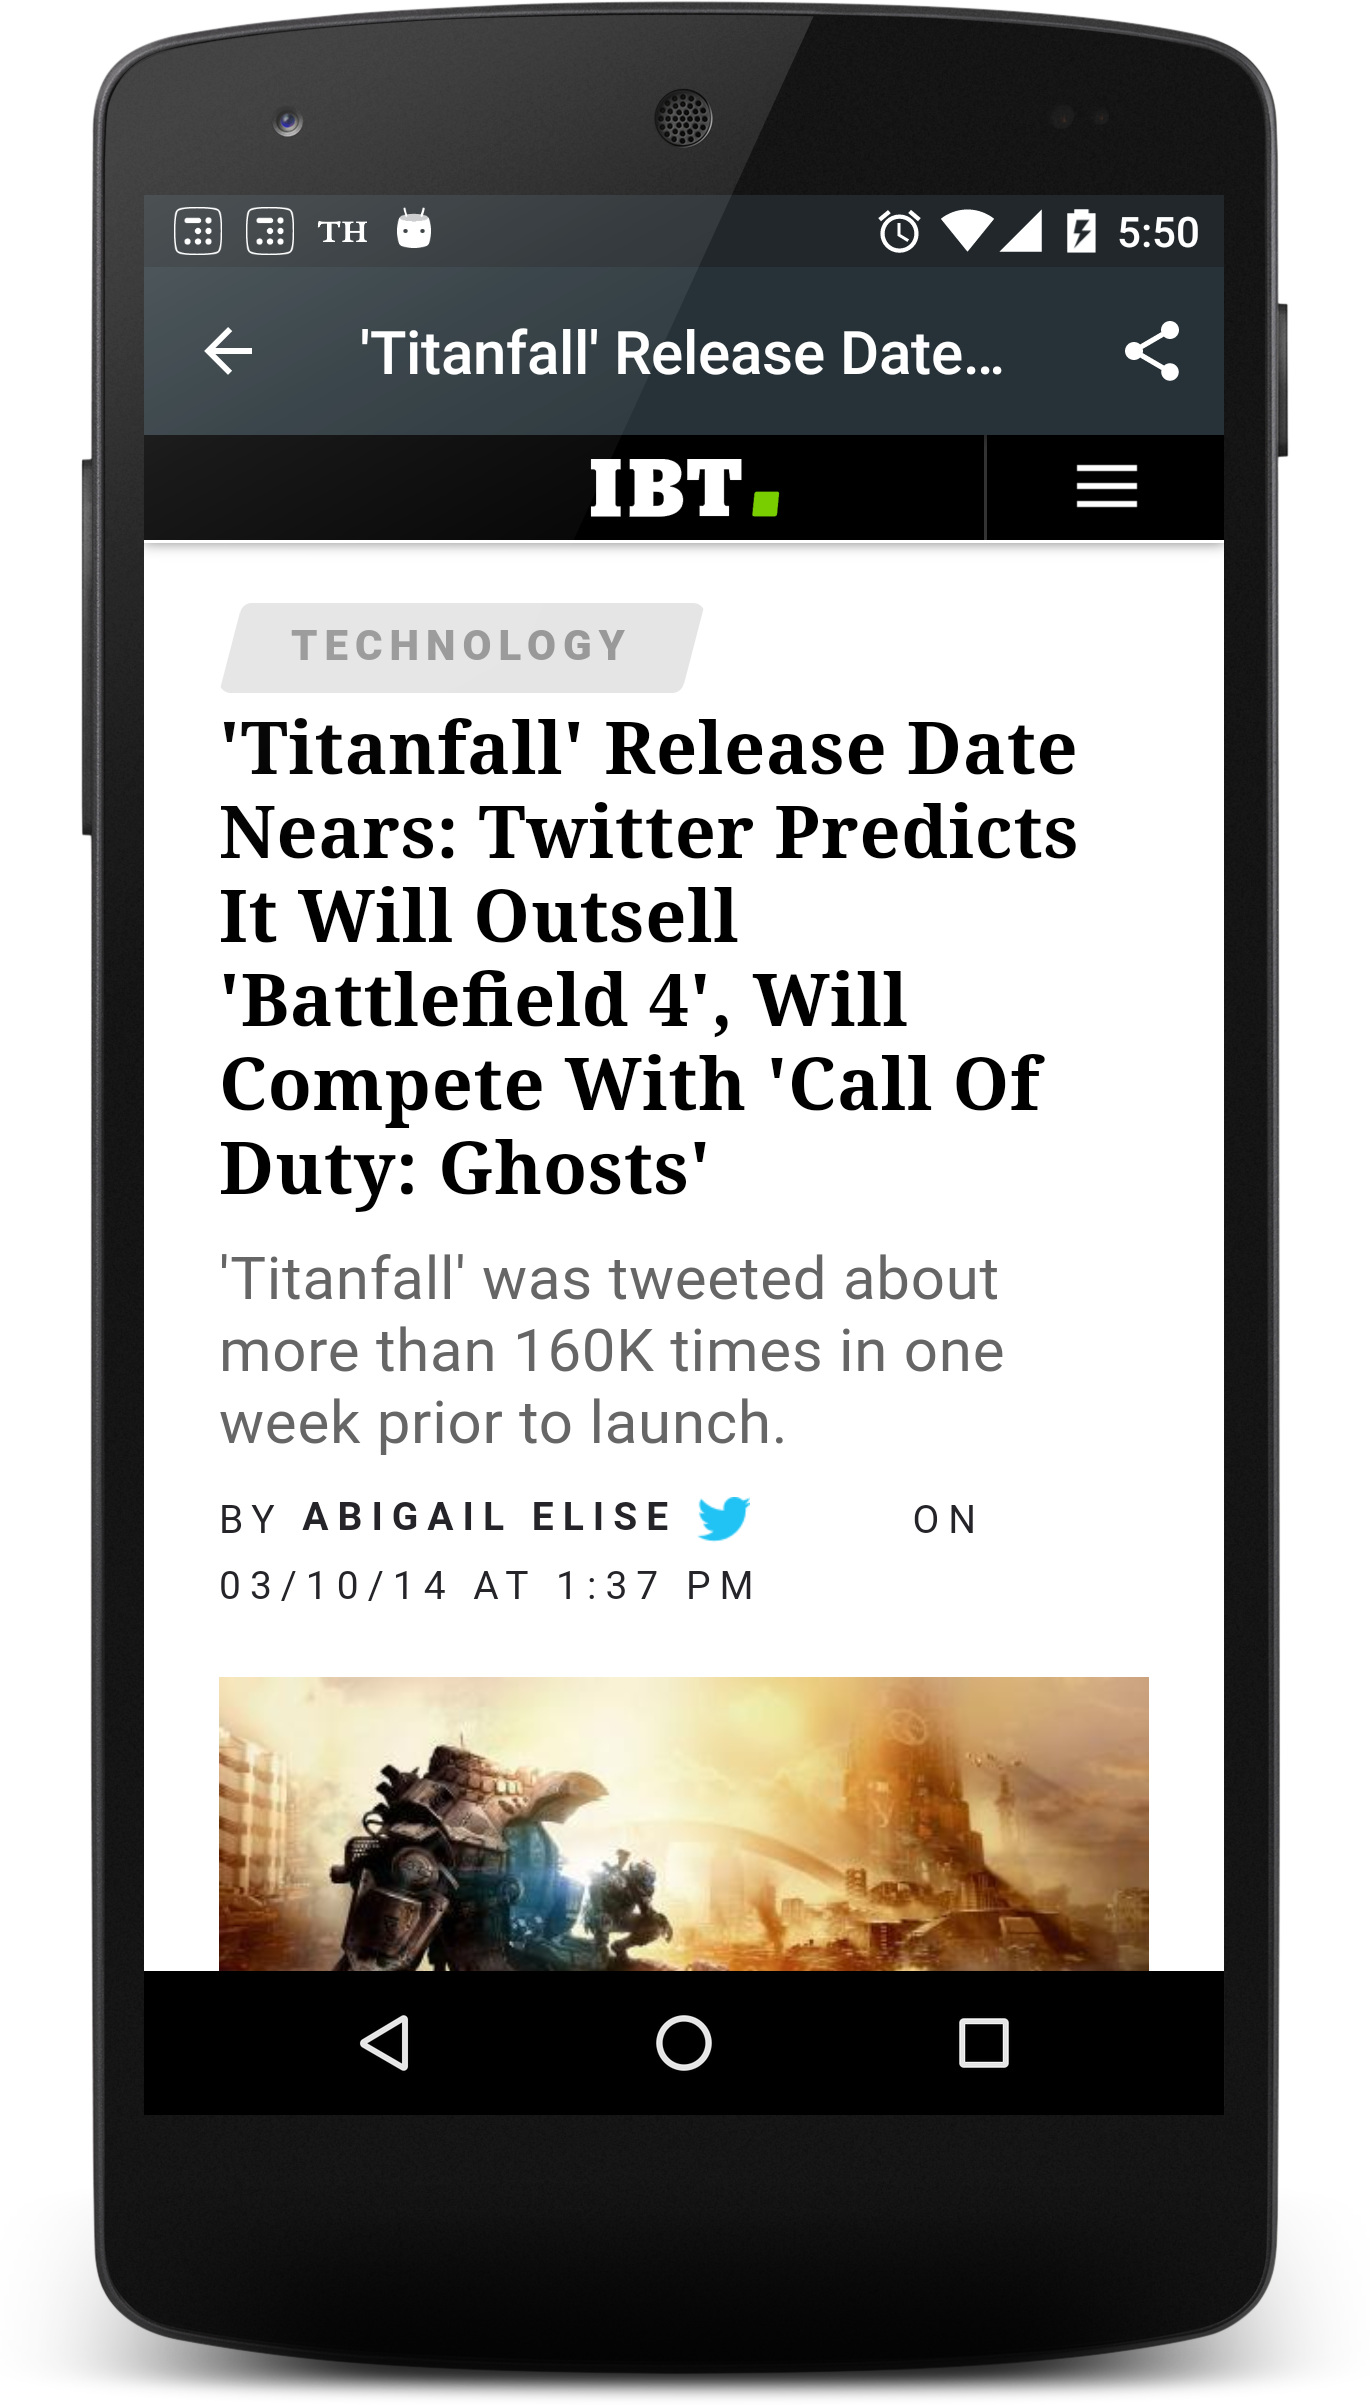 TH 5:50
'Titanfall' Release Date...
IBT
TECHNOLOGY
'Titanfall' Release Date
Nears: Twitter Predicts
It Will Outsell
'Battlefield 4', Will
Compete With 'Call Of
Duty: Ghosts'
'Titanfall' was tweeted about
more than 160K times in one
week prior to launch.
BY ABIGAIL ELISE ON
03/10/14 AT 1:37 PM